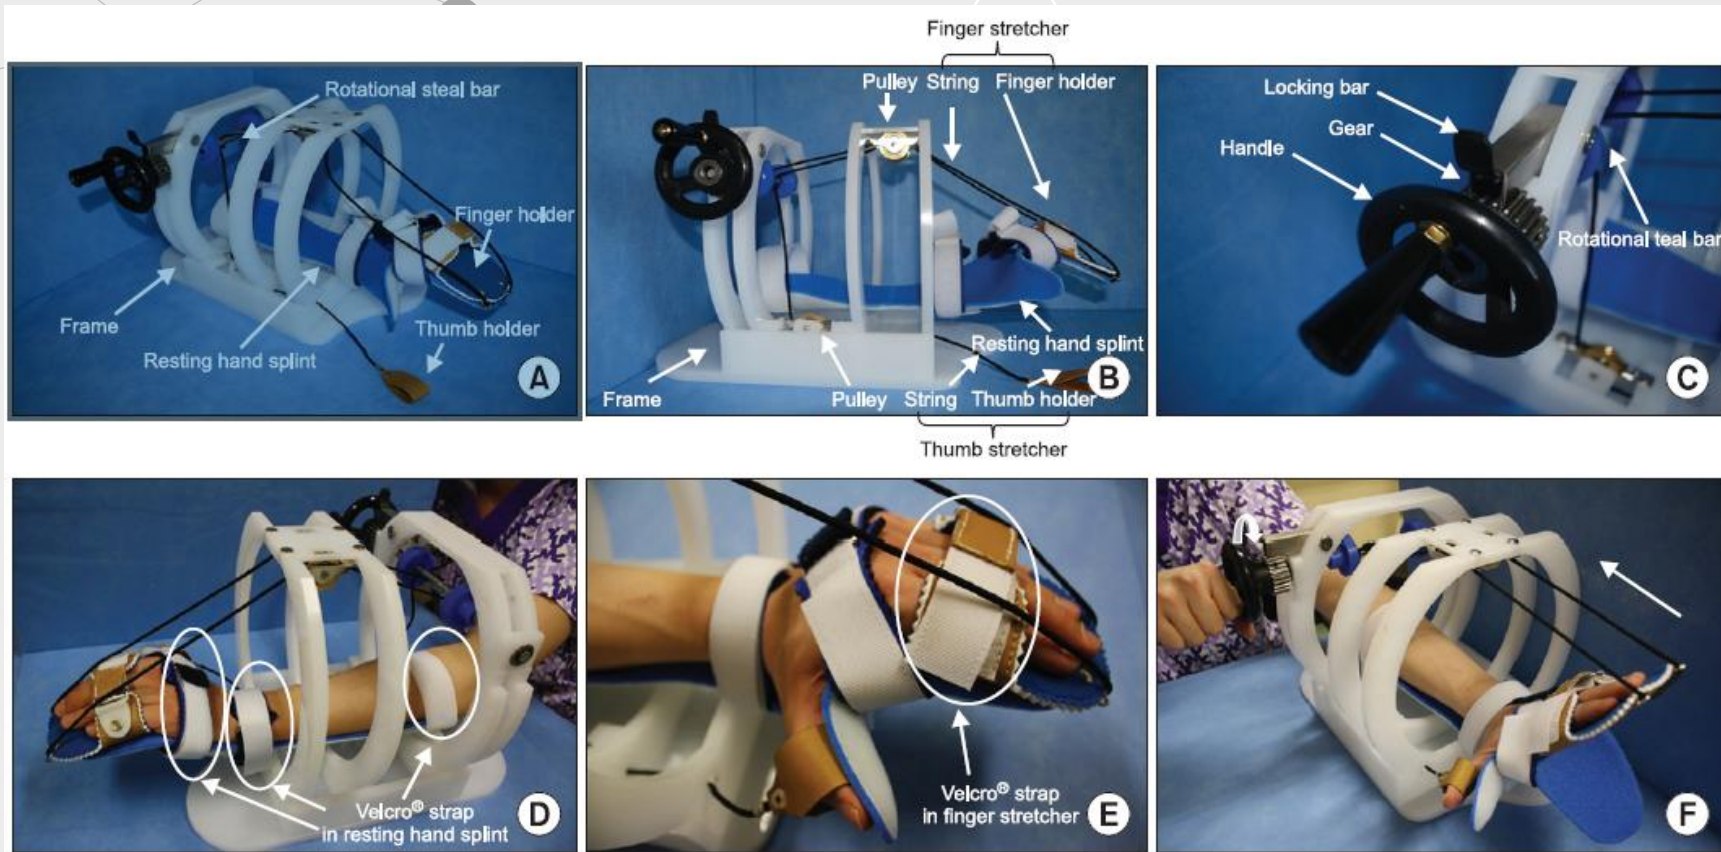 Finger stretcher
Rotational steal bar
Finger holder
Frame
Resting hand splint
Thumb holder
A
Pulley String Finger holder
Resting hand splint
Frame
Pulley String Thumb holder
B
Thumb stretcher
Locking bar
Gear
Handle
Rotational teal bar
C
Velcro® strap
in resting hand splint
D
Velcro® strap
in finger stretcher
E
F